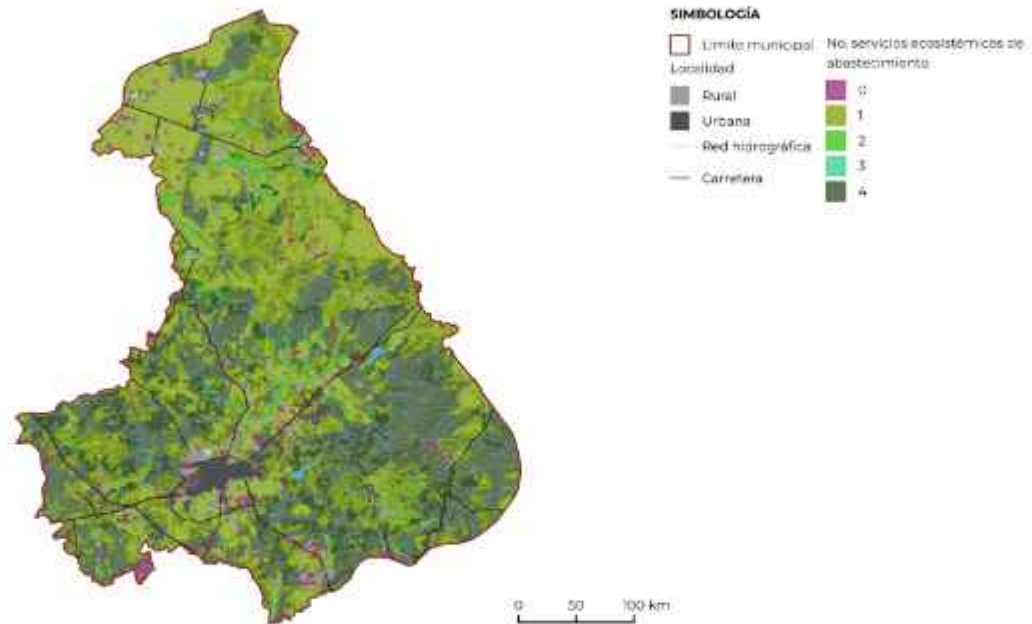 SIMBOLOGÍA
Límite municipal
Localidad
Rural
Urbana
Red hidrográfica
Carretera
No. servicios ecosistémicos de
abastecimiento
0
1
2
3
4
0 50 100 km